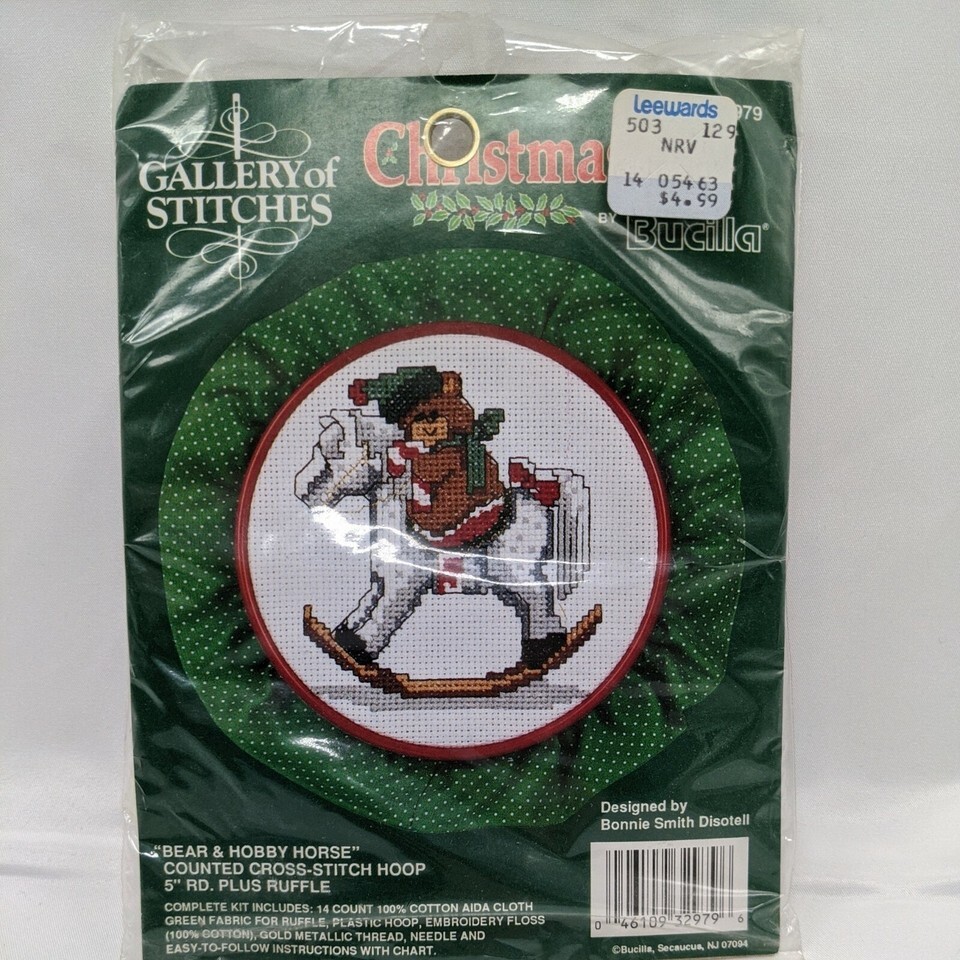 GALLERY of
STITCHES
Christmas
BY Bucilla®
979
Leewards
503 129
NRV
14 05463
$4.99
Designed by
Bonnie Smith Disotell
"BEAR & HOBBY HORSE"
COUNTED CROSS-STITCH HOOP
5" RD. PLUS RUFFLE
COMPLETE KIT INCLUDES: 14 COUNT 100% COTTON AIDA CLOTH
GREEN FABRIC FOR RUFFLE, PLASTIC HOOP, EMBROIDERY FLOSS
(100% COTTON), GOLD METALLIC THREAD, NEEDLE AND
EASY-TO-FOLLOW INSTRUCTIONS WITH CHART.
0 46109 32979 6
©Bucilla, Secaucus, NJ 07094